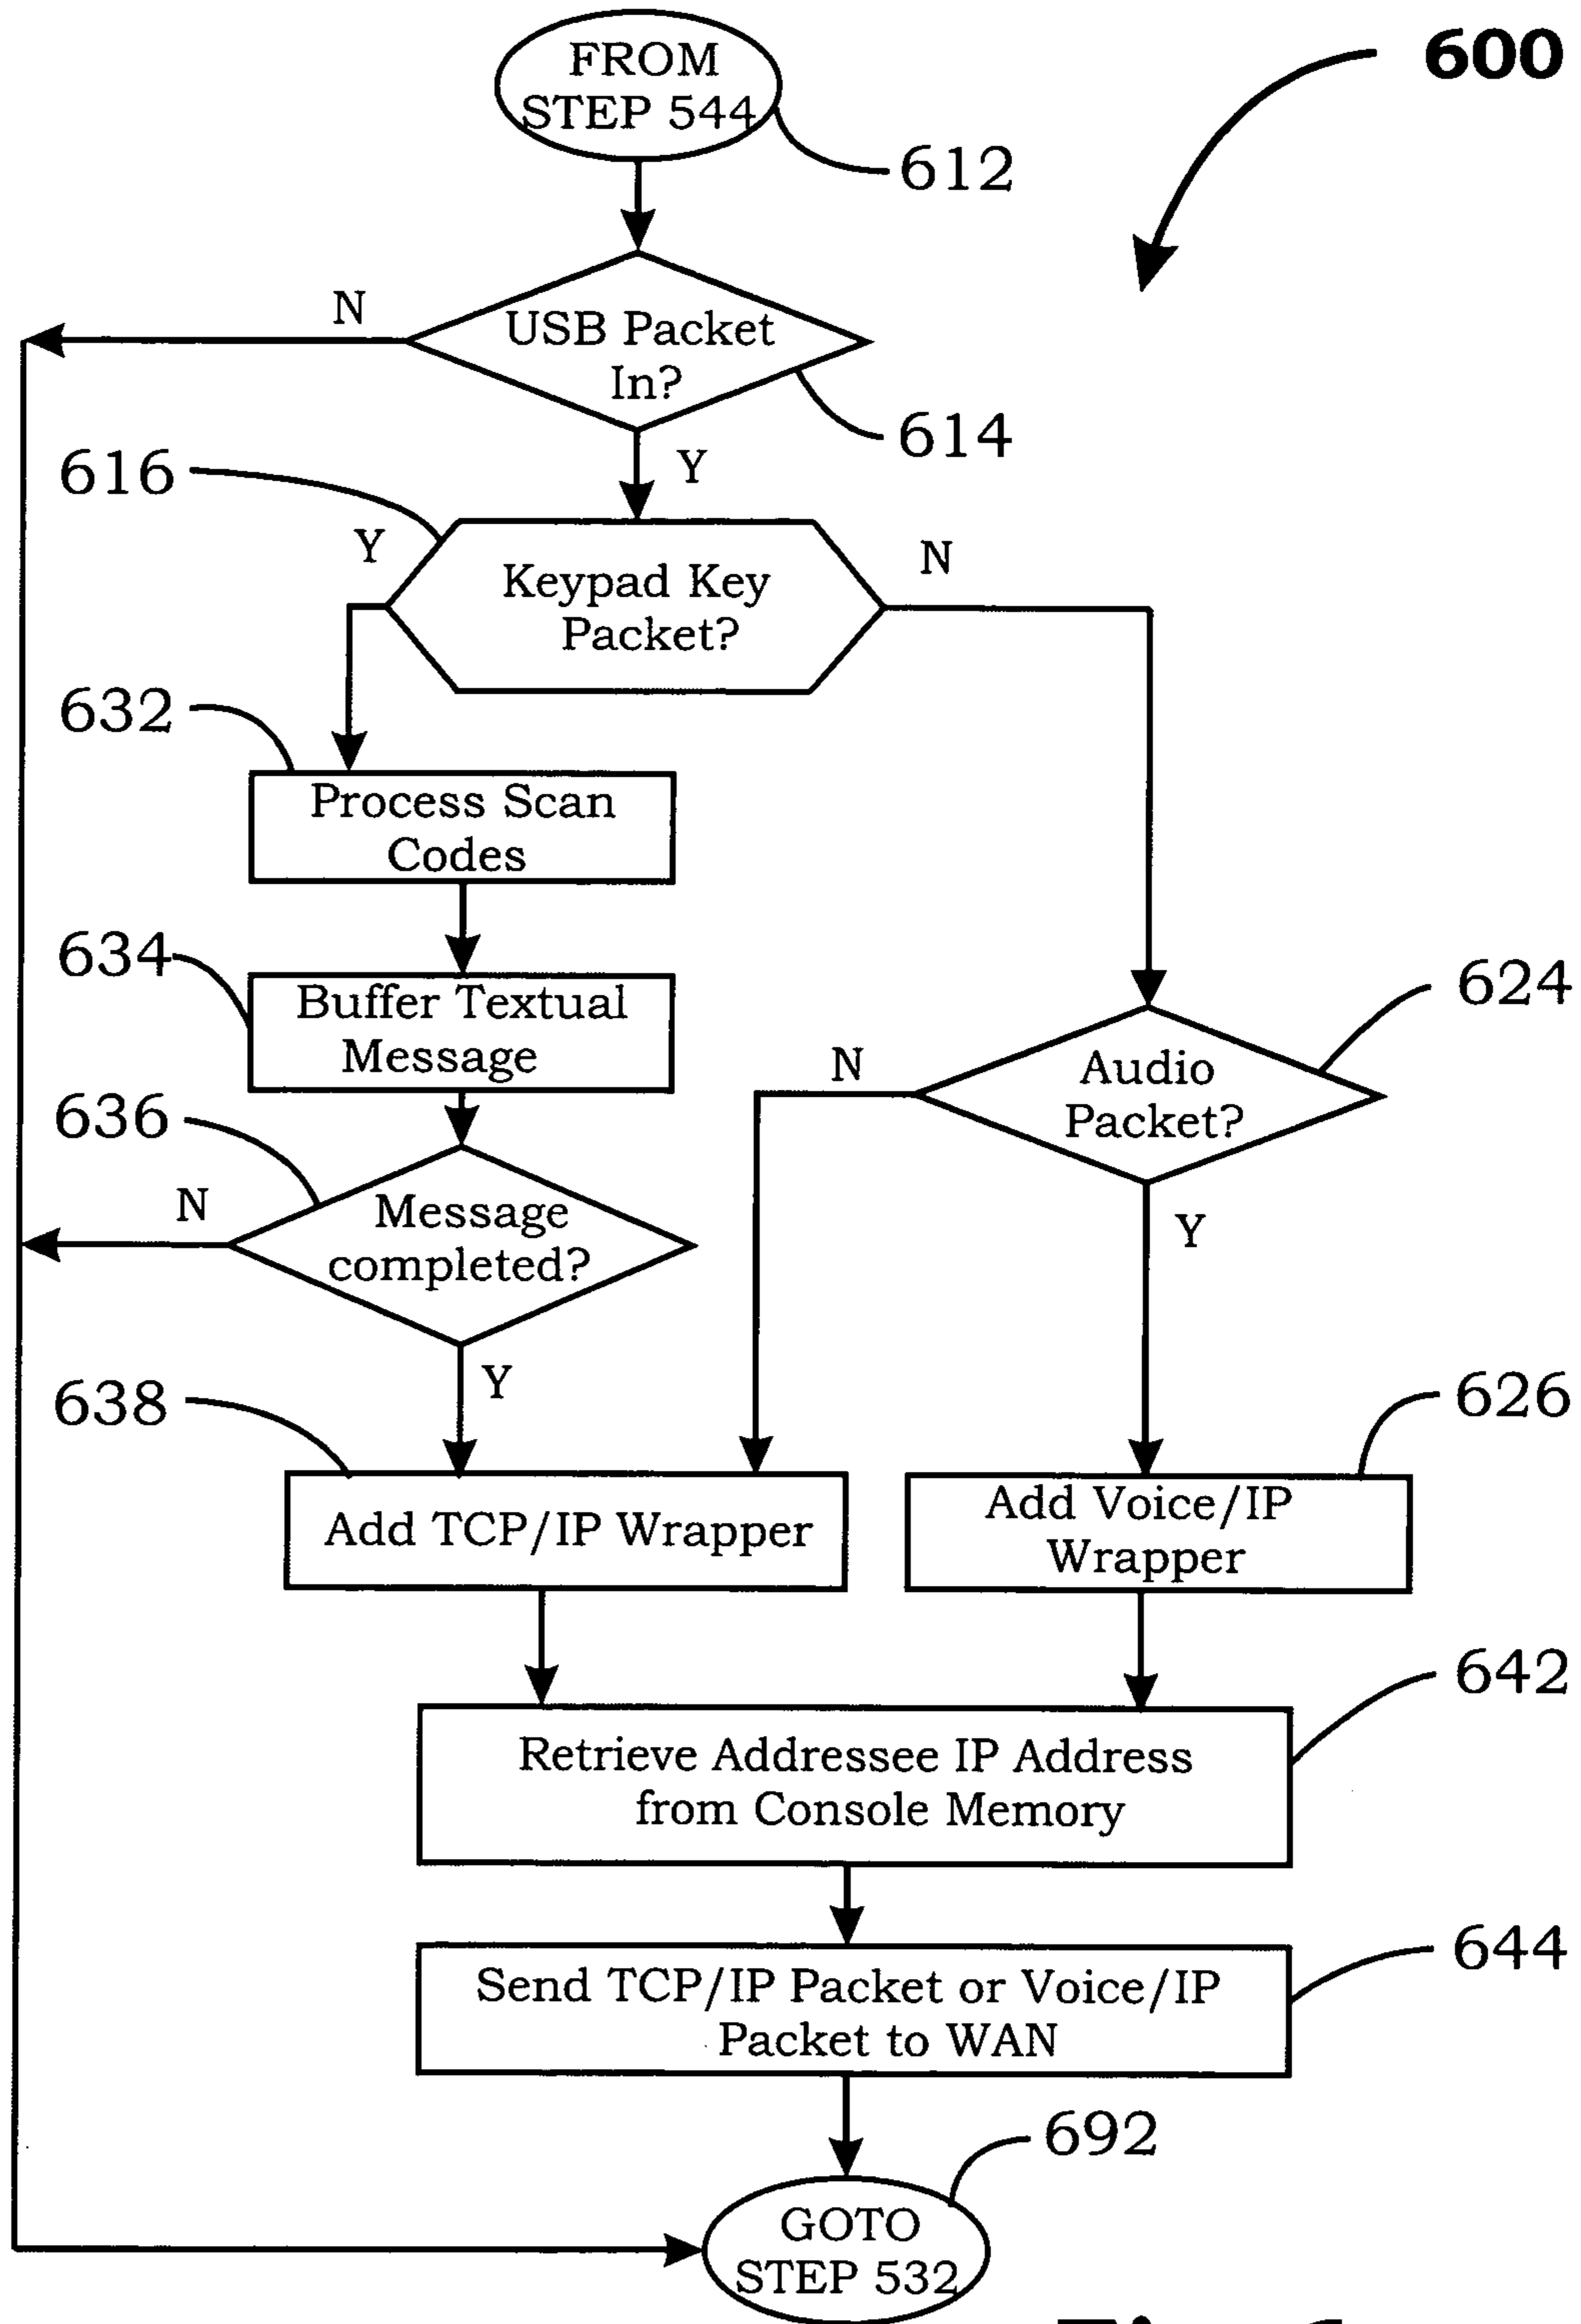 FROM
STEP 544
600
612
N
USB Packet
In?
614
Y
616
Y
Keypad Key
Packet?
N
632
Process Scan
Codes
634
Buffer Textual
Message
624
N
Audio
Packet?
636
N
Message
completed?
Y
Y
638
626
Add TCP/IP Wrapper
Add Voice/IP
Wrapper
642
Retrieve Addressee IP Address
from Console Memory
644
Send TCP/IP Packet or Voice/IP
Packet to WAN
692
GOTO
STEP 532